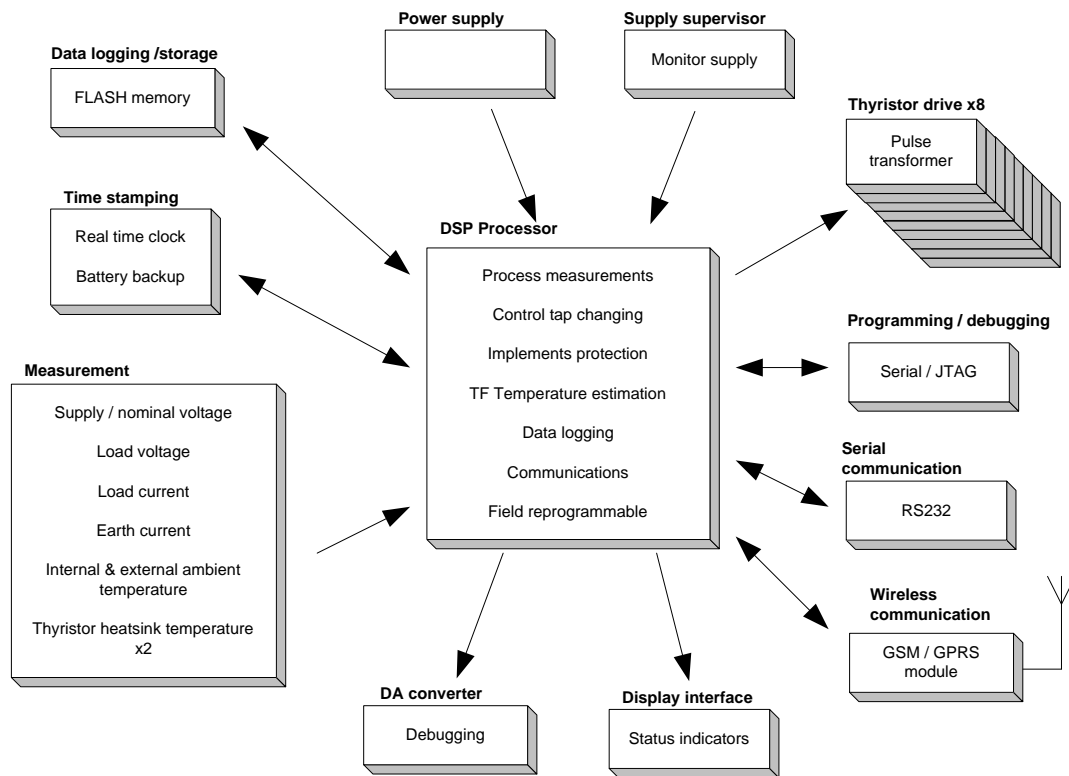 Power supply
Supply supervisor
Monitor supply
Data logging /storage
FLASH memory
Thyristor drive x8
Pulse
transformer
Time stamping
Real time clock
Battery backup
DSP Processor
Process measurements
Control tap changing
Implements protection
TF Temperature estimation
Data logging
Communications
Field reprogrammable
Programming / debugging
Serial / JTAG
Measurement
Supply / nominal voltage
Load voltage
Load current
Earth current
Internal & external ambient
temperature
Thyristor heatsink temperature
x2
Serial
communication
RS232
Wireless
communication
GSM / GPRS
module
DA converter
Debugging
Display interface
Status indicators